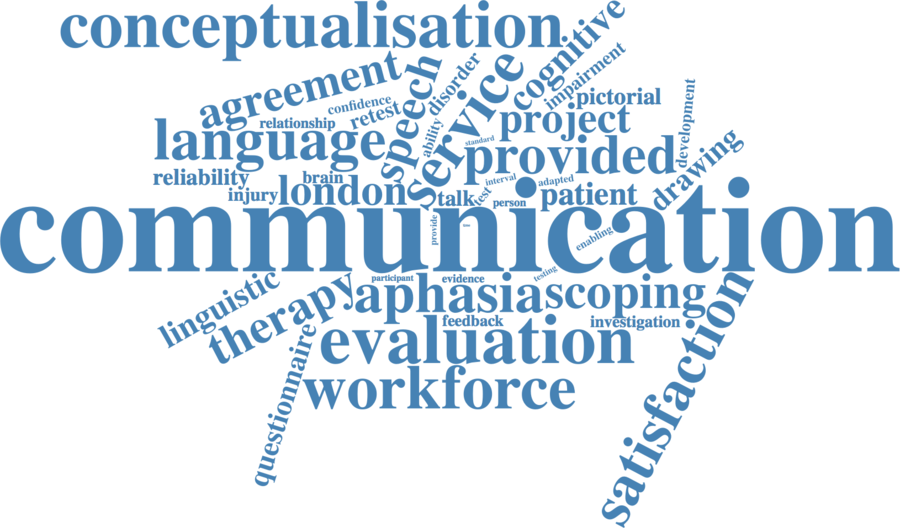 conceptualisation
cognitive
impairment
agreement
speech
disorder
service
confidence
retest
relationship
pictorial
project
development
language
ability
standard
provided
drawing
reliability
brain
injury
london
talk
test
interval
adapted
person
patient
communication
provide
enabling
linguistic
therapy
participant
evidence
testing
aphasia
scoping
satisfaction
feedback
investigation
questionnaire
evaluation
workforce